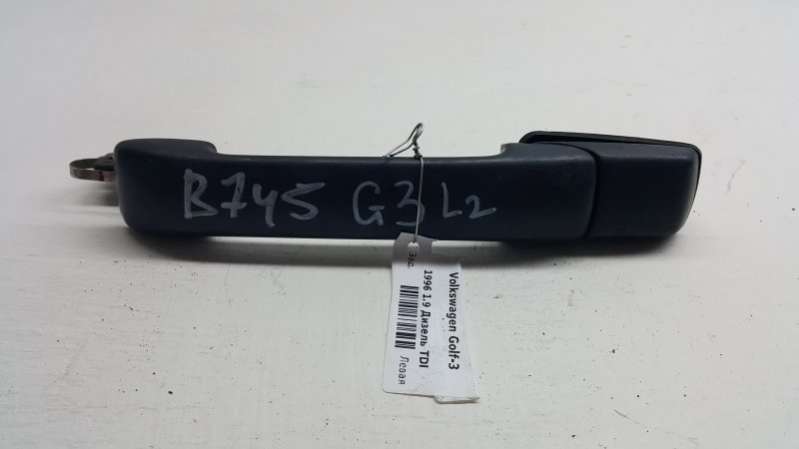 B745 G3 L2
Volkswagen Golf-3
1996 1.9 Дизель TDI
Левая